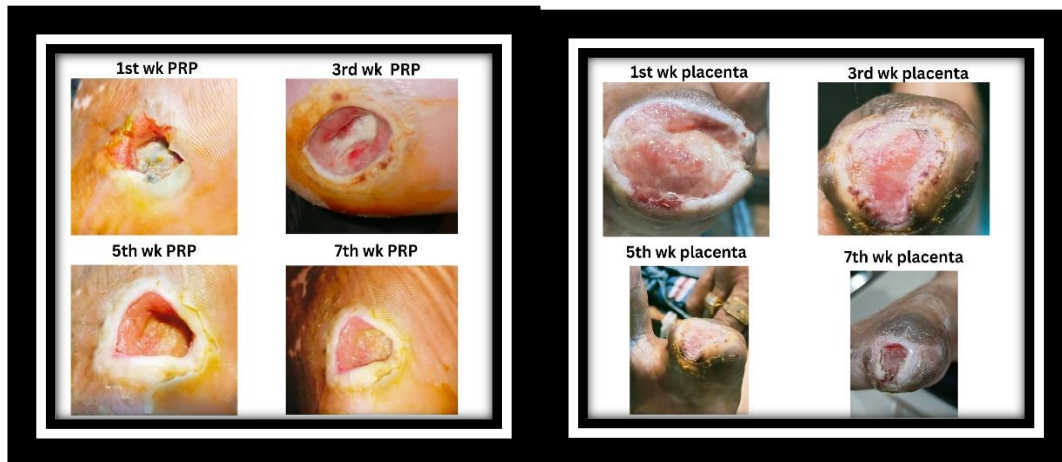 1st wk PRP
3rd wk PRP
5th wk PRP
7th wk PRP
1st wk placenta
3rd wk placenta
5th wk placenta
7th wk placenta